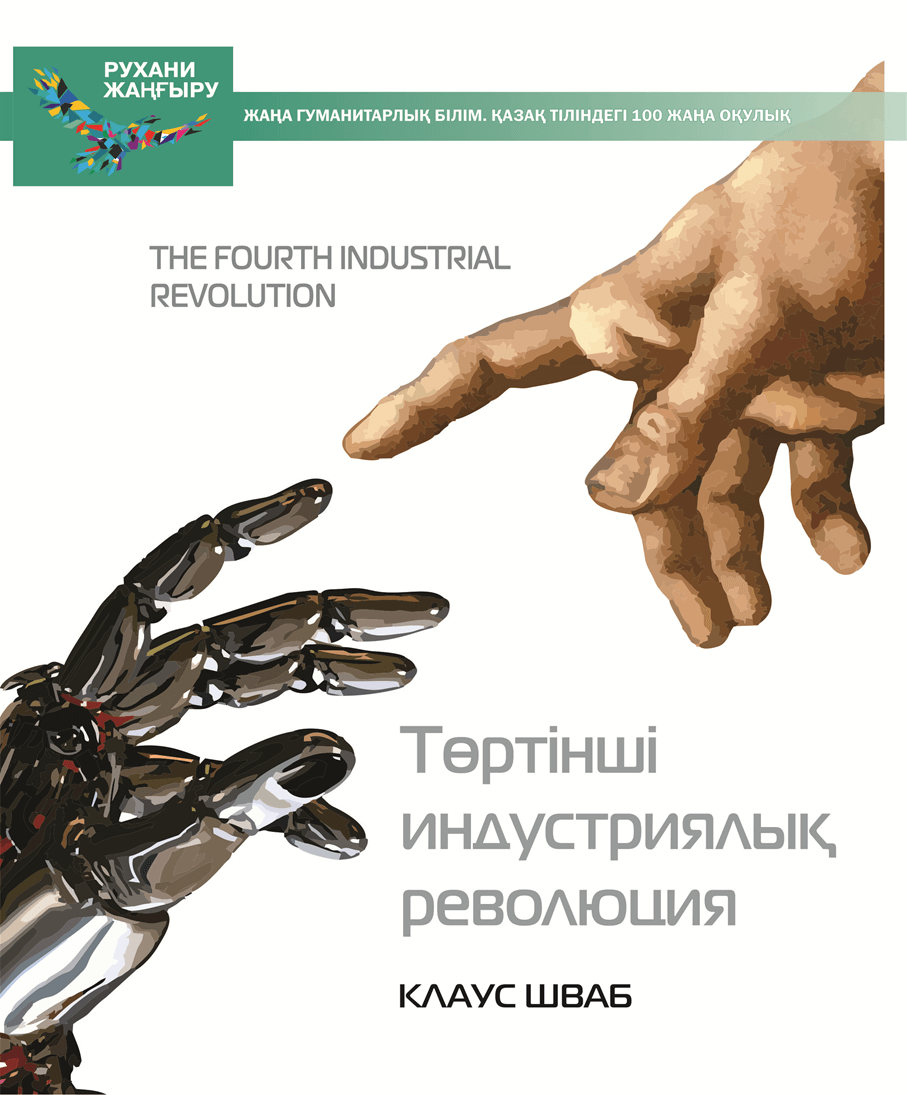 РУХАНИ
ЖАҢҒЫРУ
ЖАҢА ГУМАНИТАРЛЫҚ БІЛІМ. ҚАЗАҚ ТІЛІНДЕГІ 100 ЖАҢА ОҚУЛЫҚ
THE FOURTH INDUSTRIAL
REVOLUTION
Төртінші
индустриялық
революция
КЛАУС ШВАБ